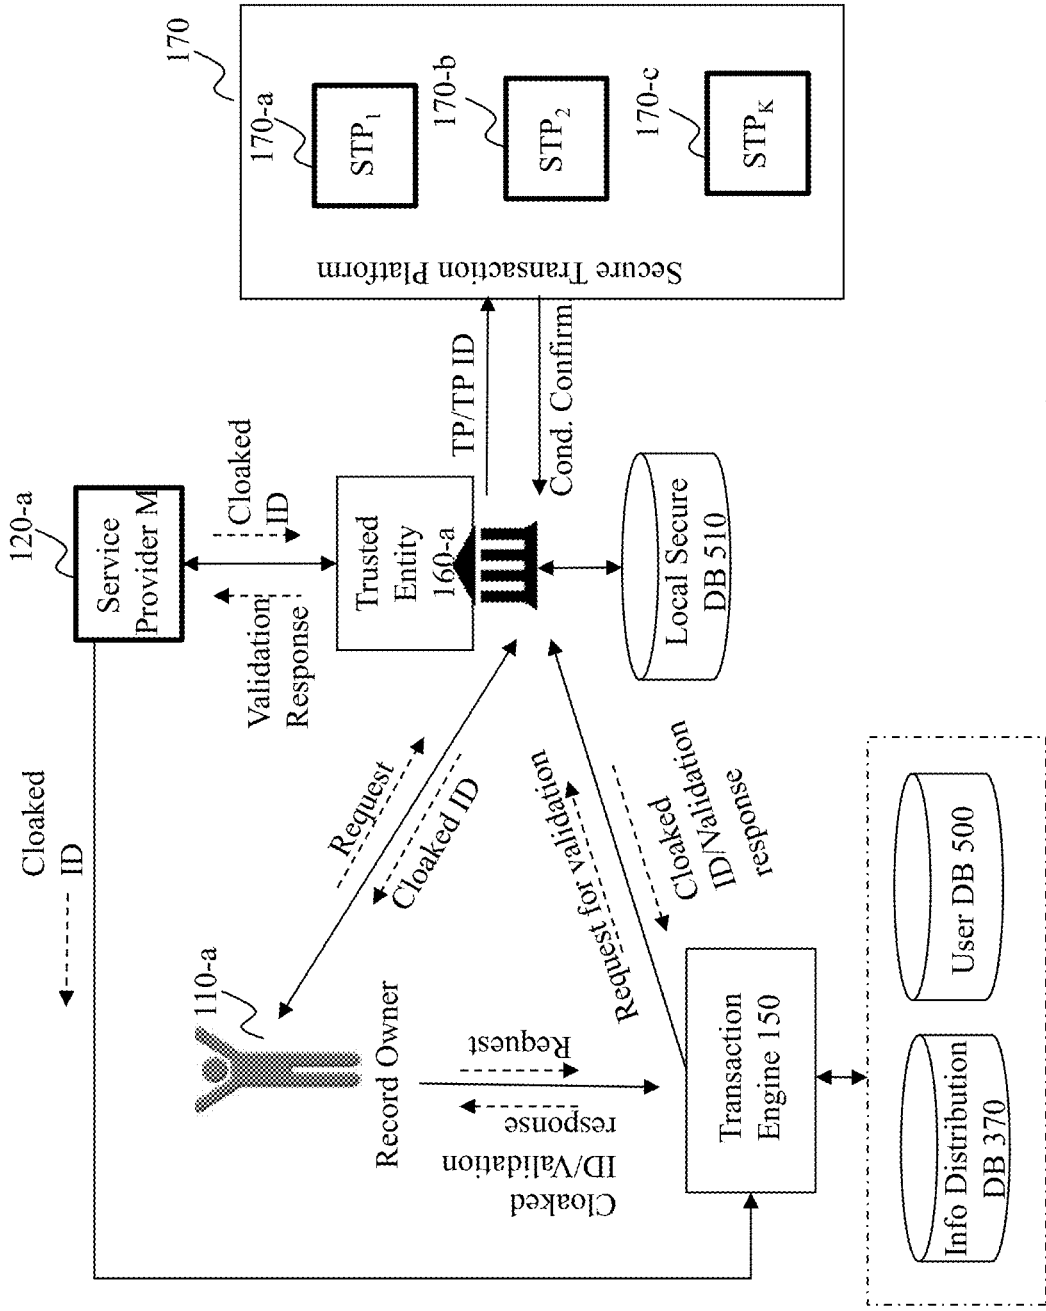 Cloaked
ID
120-a
Service
Provider M
Validation
Response
Cloaked
ID
Trusted
Entity
160-a
170
170-a
STP1
170-b
STP2
170-c
STPK
Secure Transaction Platform
TP/TP ID
Cond. Confirm.
110-a
Record Owner
Request
Cloaked ID
Request
Cloaked
ID/Validation
response
Request for validation
Cloaked
ID/Validation
response
Local Secure
DB 510
Transaction
Engine 150
Info Distribution
DB 370
User DB 500